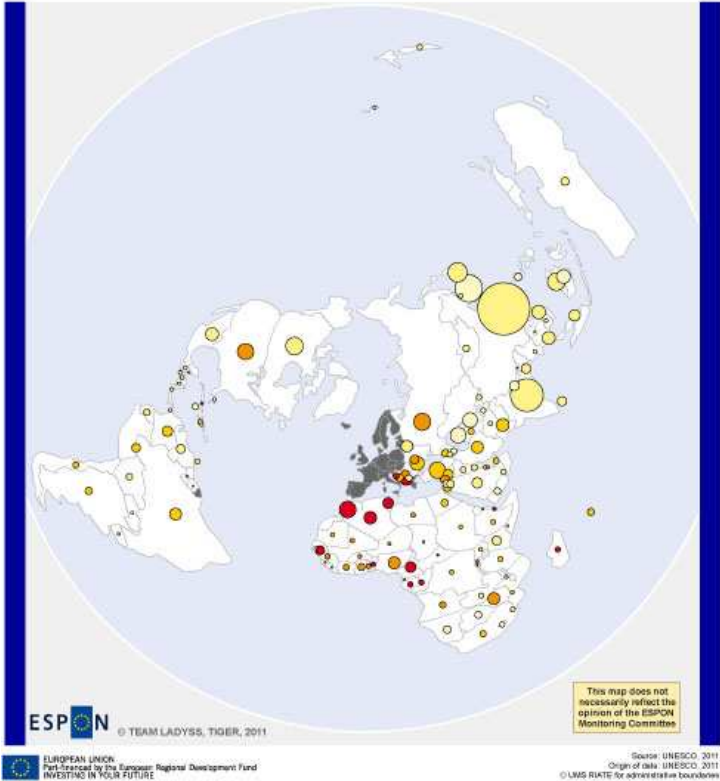 This map does not
necessarily reflect the
opinion of the ESPON
Monitoring Committee
ESPON © TEAM LADYSS, TIGER, 2011
EUROPEAN UNION
Part-financed by the European Regional Development Fund
INVESTING IN YOUR FUTURE
Source: UNESCO, 2011
Origin of data: UNESCO, 2011
© UMS RIATE for administrative boundaries